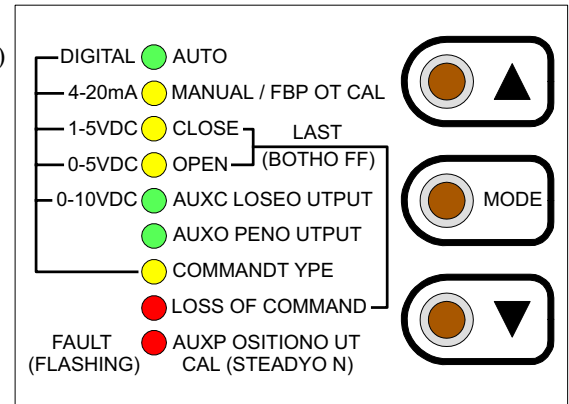 )
DIGITAL AUTO
4-20mA MANUAL / FBP OT CAL
1-5VDC CLOSE
LAST
0-5VDC OPEN
(BOTHO FF)
0-10VDC AUXC LOSEO UTPUT
MODE
AUXO PENO UTPUT
COMMANDT YPE
LOSS OF COMMAND
FAULT
(FLASHING)
AUXP OSITIONO UT
CAL (STEADYO N)